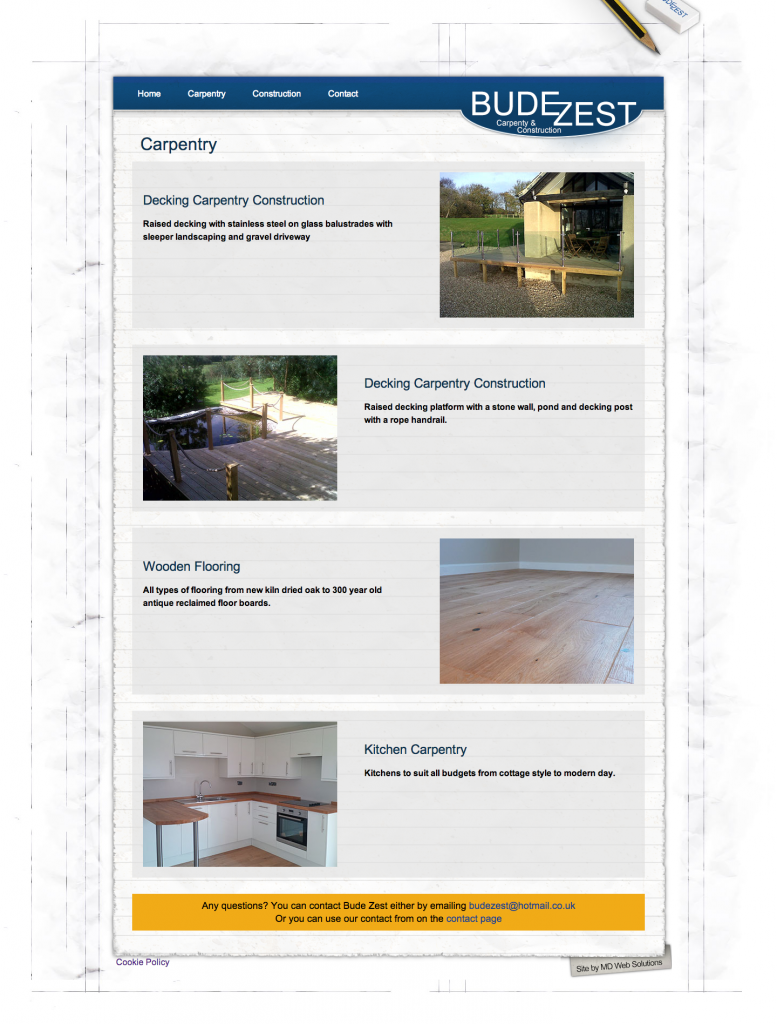 BUDEZEST
Home Carpentry Construction Contact
BUDE ZEST
Carpenty &
Construction
Carpentry
Decking Carpentry Construction
Raised decking with stainless steel on glass balustrades with
sleeper landscaping and gravel driveway
Decking Carpentry Construction
Raised decking platform with a stone wall, pond and decking post
with a rope handrail.
Wooden Flooring
All types of flooring from new kiln dried oak to 300 year old
antique reclaimed floor boards.
Kitchen Carpentry
Kitchens to suit all budgets from cottage style to modern day.
Any questions? You can contact Bude Zest either by emailing budezest@hotmail.co.uk
Or you can use our contact from on the contact page
Cookie Policy
Site by MD Web Solutions